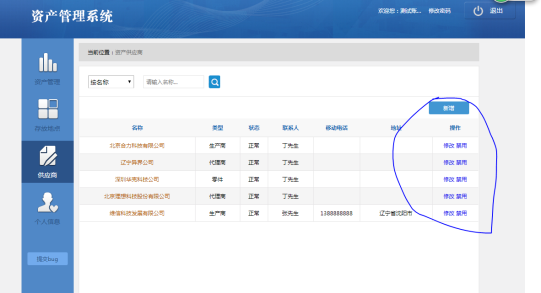 资产管理系统
欢迎您：测试账... 修改密码 退出
当前位置：资产供应商
资产管理
按名称 请输入名称...
新增
存放地点
名称 类型 状态 联系人 移动电话 地址 操作
北京合力科技有限公司 生产商 正常 丁先生 修改 禁用
辽宁异界公司 代理商 正常 丁先生 修改 禁用
供应商
深圳华亮科技公司 零件 正常 丁先生 修改 禁用
北京理想科技股份有限公司 代理商 正常 丁先生 修改 禁用
维信科技发展有限公司 生产商 正常 张先生 1388888888 辽宁省沈阳市 修改 禁用
个人信息
提交bug